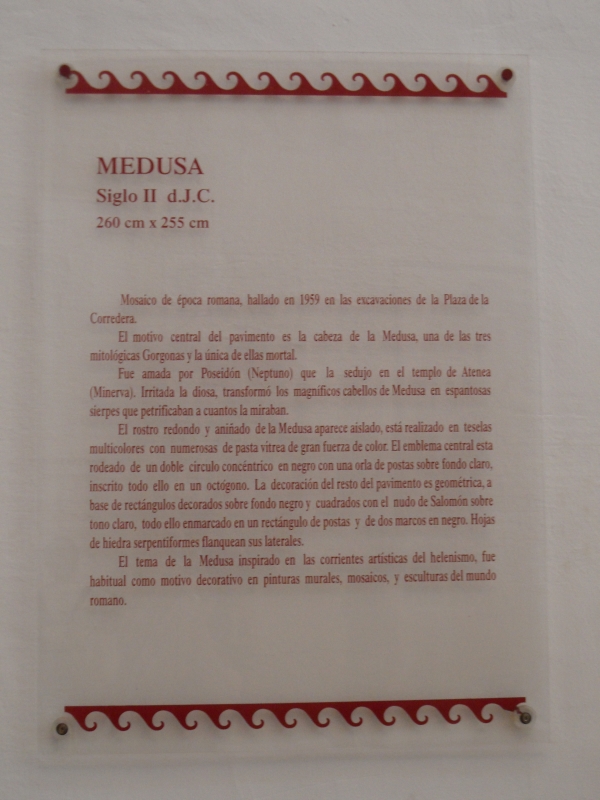 MEDUSA
Siglo II d.J.C.
260 cm x 255 cm
Mosaico de época romana, hallado en 1959 en las excavaciones de la Plaza de la
Corredera.
El motivo central del pavimento es la cabeza de la Medusa, una de las tres
mitológicas Gorgonas y la única de ellas mortal.
Fue amada por Poseidón (Neptuno) que la sedujo en el templo de Atenea
(Minerva). Irritada la diosa, transformó los magníficos cabellos de Medusa en espantosas
sierpes que petrificaban a cuantos la miraban.
El rostro redondo y aniñado de la Medusa aparece aislado, está realizado en teselas
multicolores con numerosas de pasta vitrea de gran fuerza de color. El emblema central esta
rodeado de un doble circulo concéntrico en negro con una orla de postas sobre fondo claro,
inscrito todo ello en un octógono. La decoración del resto del pavimento es geométrica, a
base de rectángulos decorados sobre fondo negro y cuadrados con el nudo de Salomón sobre
tono claro, todo ello enmarcado en un rectángulo de postas y de dos marcos en negro. Hojas
de hiedra serpentiformes flanquean sus laterales.
El tema de la Medusa inspirado en las corrientes artísticas del helenismo, fue
habitual como motivo decorativo en pinturas murales, mosaicos, y esculturas del mundo
romano.